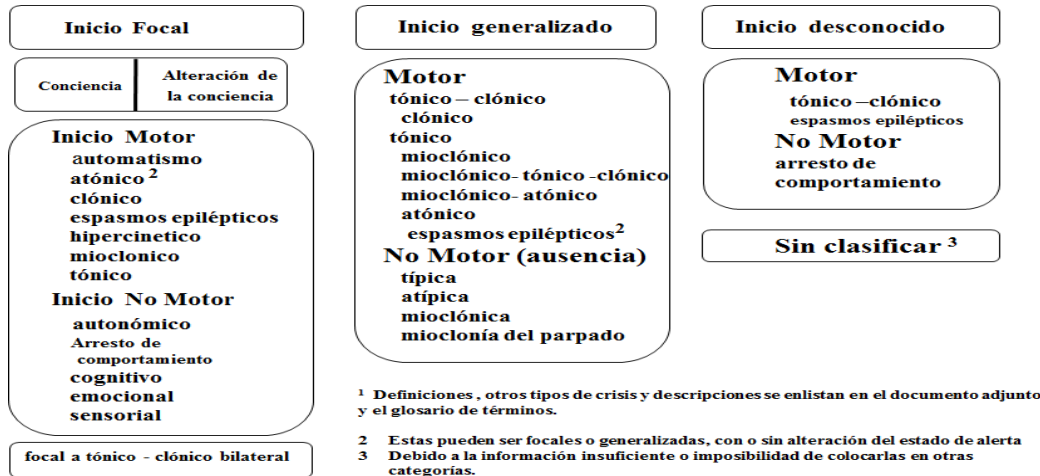 Inicio Focal
Conciencia
Alteración de
la conciencia
Inicio Motor
automatismo
atónico 2
clónico
espasmos epilépticos
hipercinetico
mioclonico
tónico
Inicio No Motor
autonómico
Arresto de
comportamiento
cognitivo
emocional
sensorial
focal a tónico - clónico bilateral
Inicio generalizado
Motor
tónico – clónico
clónico
tónico
mioclónico
mioclónico- tónico -clónico
mioclónico- atónico
atónico
espasmos epilépticos2
No Motor (ausencia)
típica
atípica
mioclónica
mioclonía del parpado
Inicio desconocido
Motor
tónico –clónico
espasmos epilépticos
No Motor
arresto de
comportamiento
Sin clasificar 3
1 Definiciones , otros tipos de crisis y descripciones se enlistan en el documento adjunto
y el glosario de términos.
2 Estas pueden ser focales o generalizadas, con o sin alteración del estado de alerta
3 Debido a la información insuficiente o imposibilidad de colocarlas en otras
categorías.